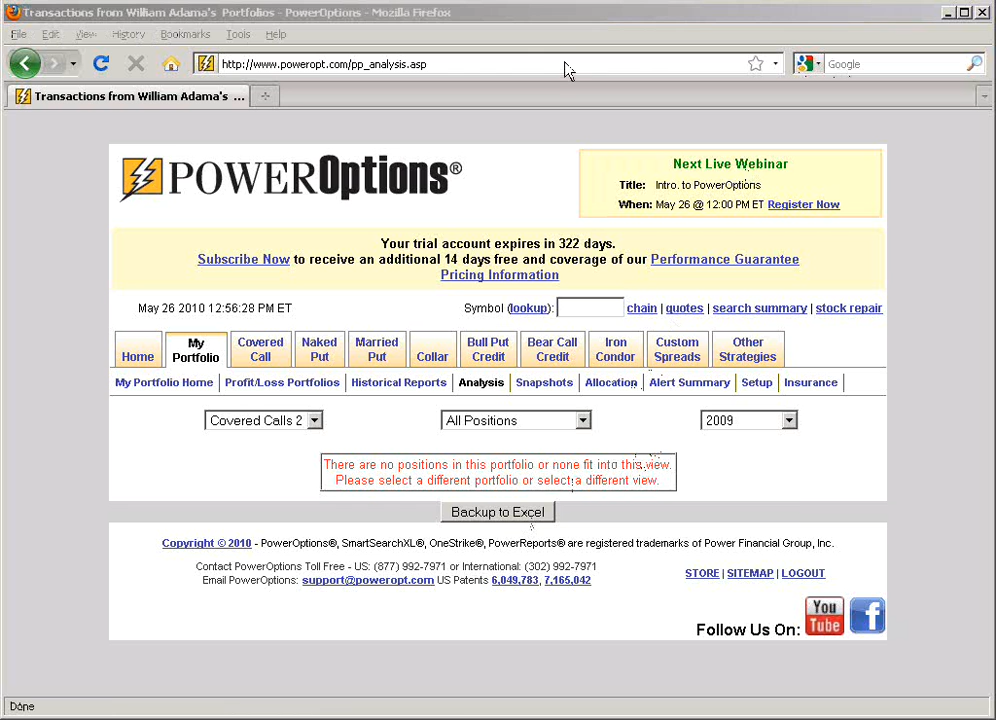 Transactions from William Adama's Portfolios - PowerOptions - Mozilla Firefox
File Edit View History Bookmarks Tools Help
http://www.poweropt.com/pp_analysis.asp Google
Transactions from William Adama's ...
POWEROptions®
Next Live Webinar
Title: Intro. to PowerOptions
When: May 26 @ 12:00 PM ET Register Now
Your trial account expires in 322 days.
Subscribe Now to receive an additional 14 days free and coverage of our Performance Guarantee
Pricing Information
May 26 2010 12:56:28 PM ET Symbol (lookup): chain | quotes | search summary | stock repair
Home My Portfolio Covered Call Naked Put Married Put Collar Bull Put Credit Bear Call Credit Iron Condor Custom Spreads Other Strategies
My Portfolio Home | Profit/Loss Portfolios | Historical Reports | Analysis | Snapshots | Allocation | Alert Summary | Setup | Insurance |
Covered Calls 2 All Positions 2009
There are no positions in this portfolio or none fit into this view.
Please select a different portfolio or select a different view.
Backup to Excel
Copyright © 2010 - PowerOptions®, SmartSearchXL®, OneStrike®, PowerReports® are registered trademarks of Power Financial Group, Inc.
Contact PowerOptions Toll Free - US: (877) 992-7971 or International: (302) 992-7971
Email PowerOptions: support@poweropt.com US Patents 6,049,783, 7,165,042
STORE | SITEMAP | LOGOUT
Follow Us On: You Tube f
Done